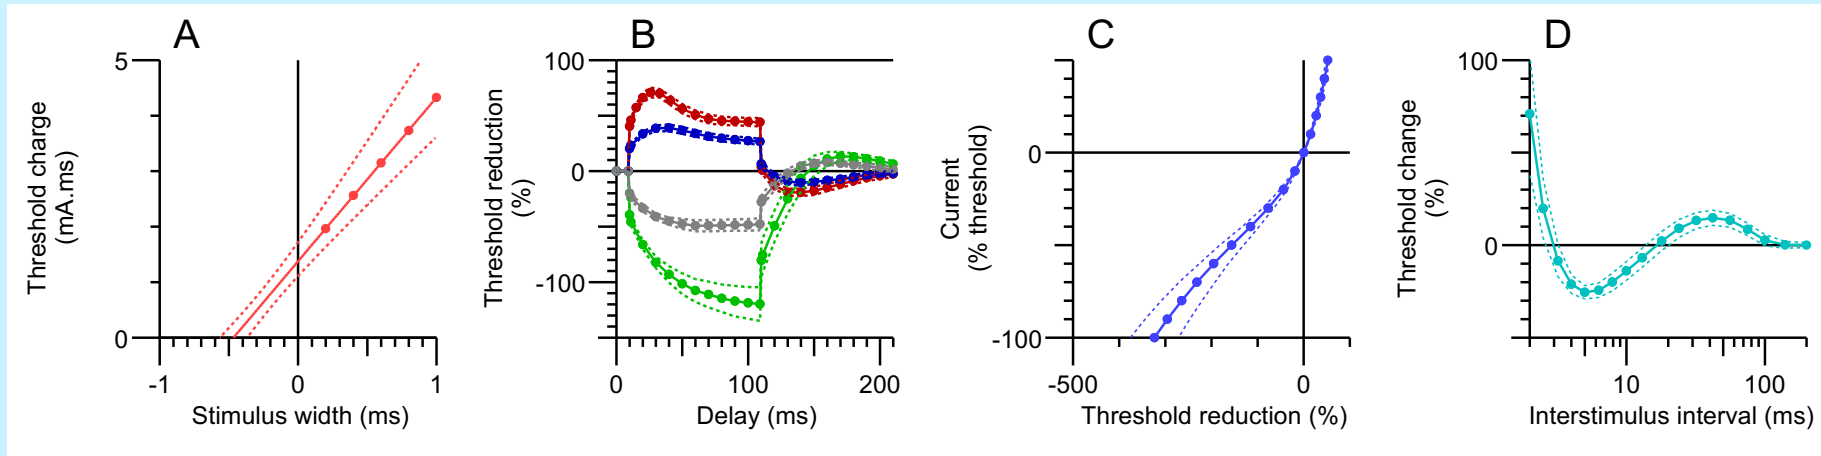 A
B
C
D
Threshold charge
(mA.ms)
5
0
-1
0
1
Stimulus width (ms)
Threshold reduction
(%)
100
0
-100
0
100
200
Delay (ms)
Current
(% threshold)
0
-100
-500
0
Threshold reduction (%)
Threshold change
(%)
100
0
10
100
Interstimulus interval (ms)